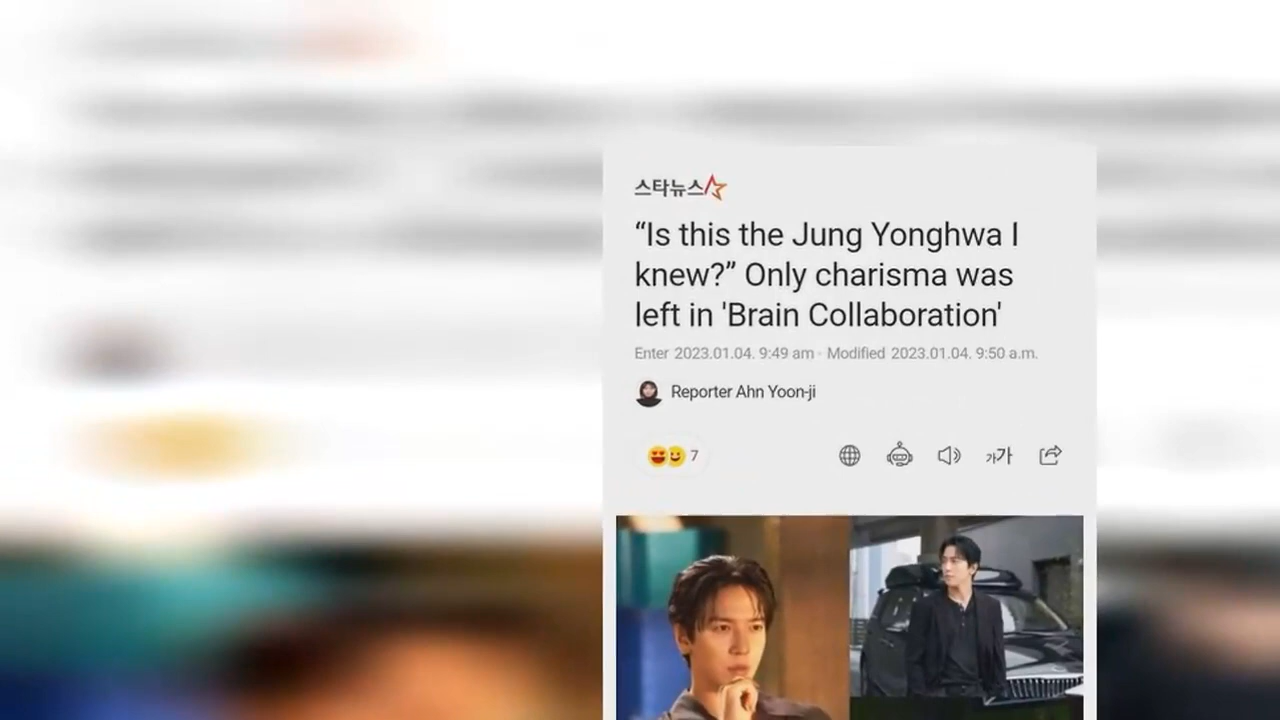 스타뉴스
“Is this the Jung Yonghwa I
knew?” Only charisma was
left in 'Brain Collaboration'
Enter 2023.01.04. 9:49 am · Modified 2023.01.04. 9:50 a.m.
Reporter Ahn Yoon-ji
7
가가